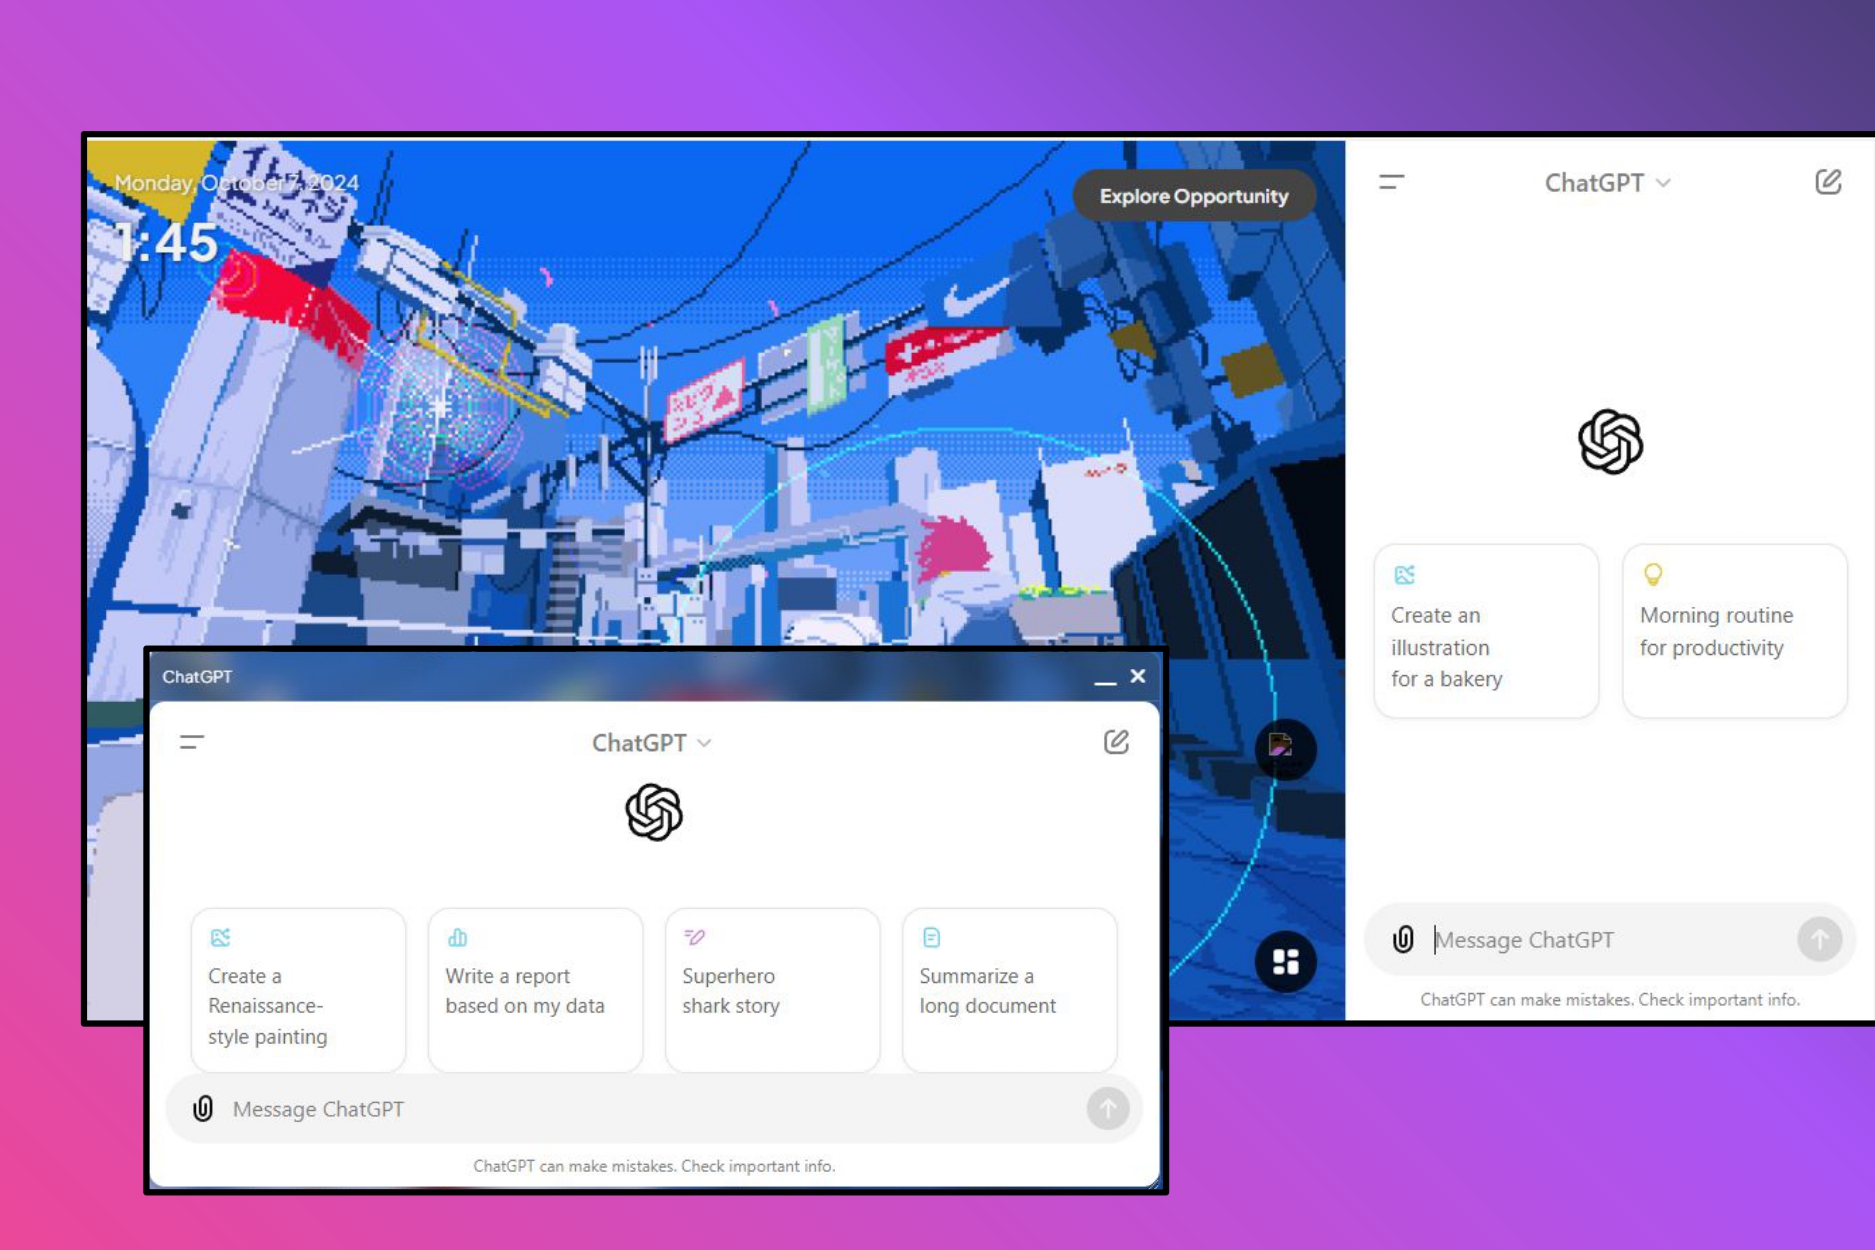 Monday, October 7, 2024
1:45
Explore Opportunity
ChatGPT
Create an
illustration
for a bakery
Morning routine
for productivity
Message ChatGPT
ChatGPT can make mistakes. Check important info.
ChatGPT
ChatGPT
Create a
Renaissance-
style painting
Write a report
based on my data
Superhero
shark story
Summarize a
long document
Message ChatGPT
ChatGPT can make mistakes. Check important info.